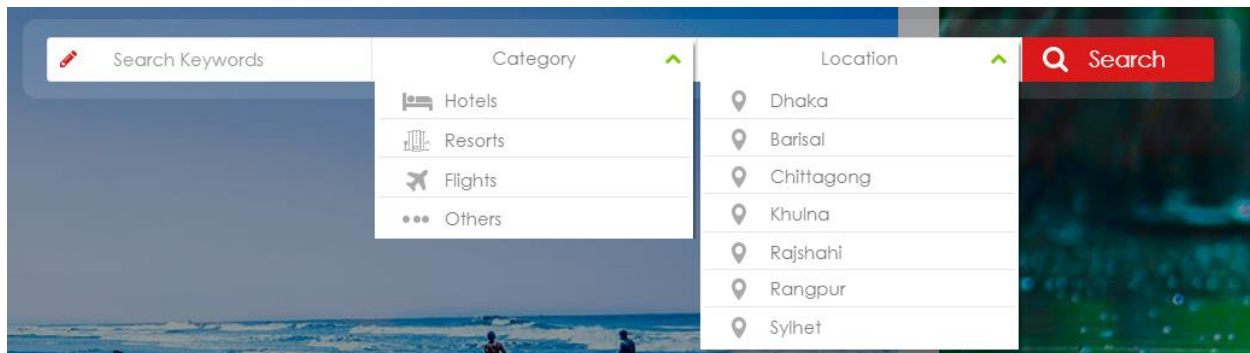 Search Keywords
Category
Location
Search
Hotels
Resorts
Flights
Others
Dhaka
Barisal
Chittagong
Khulna
Rajshahi
Rangpur
Sylhet